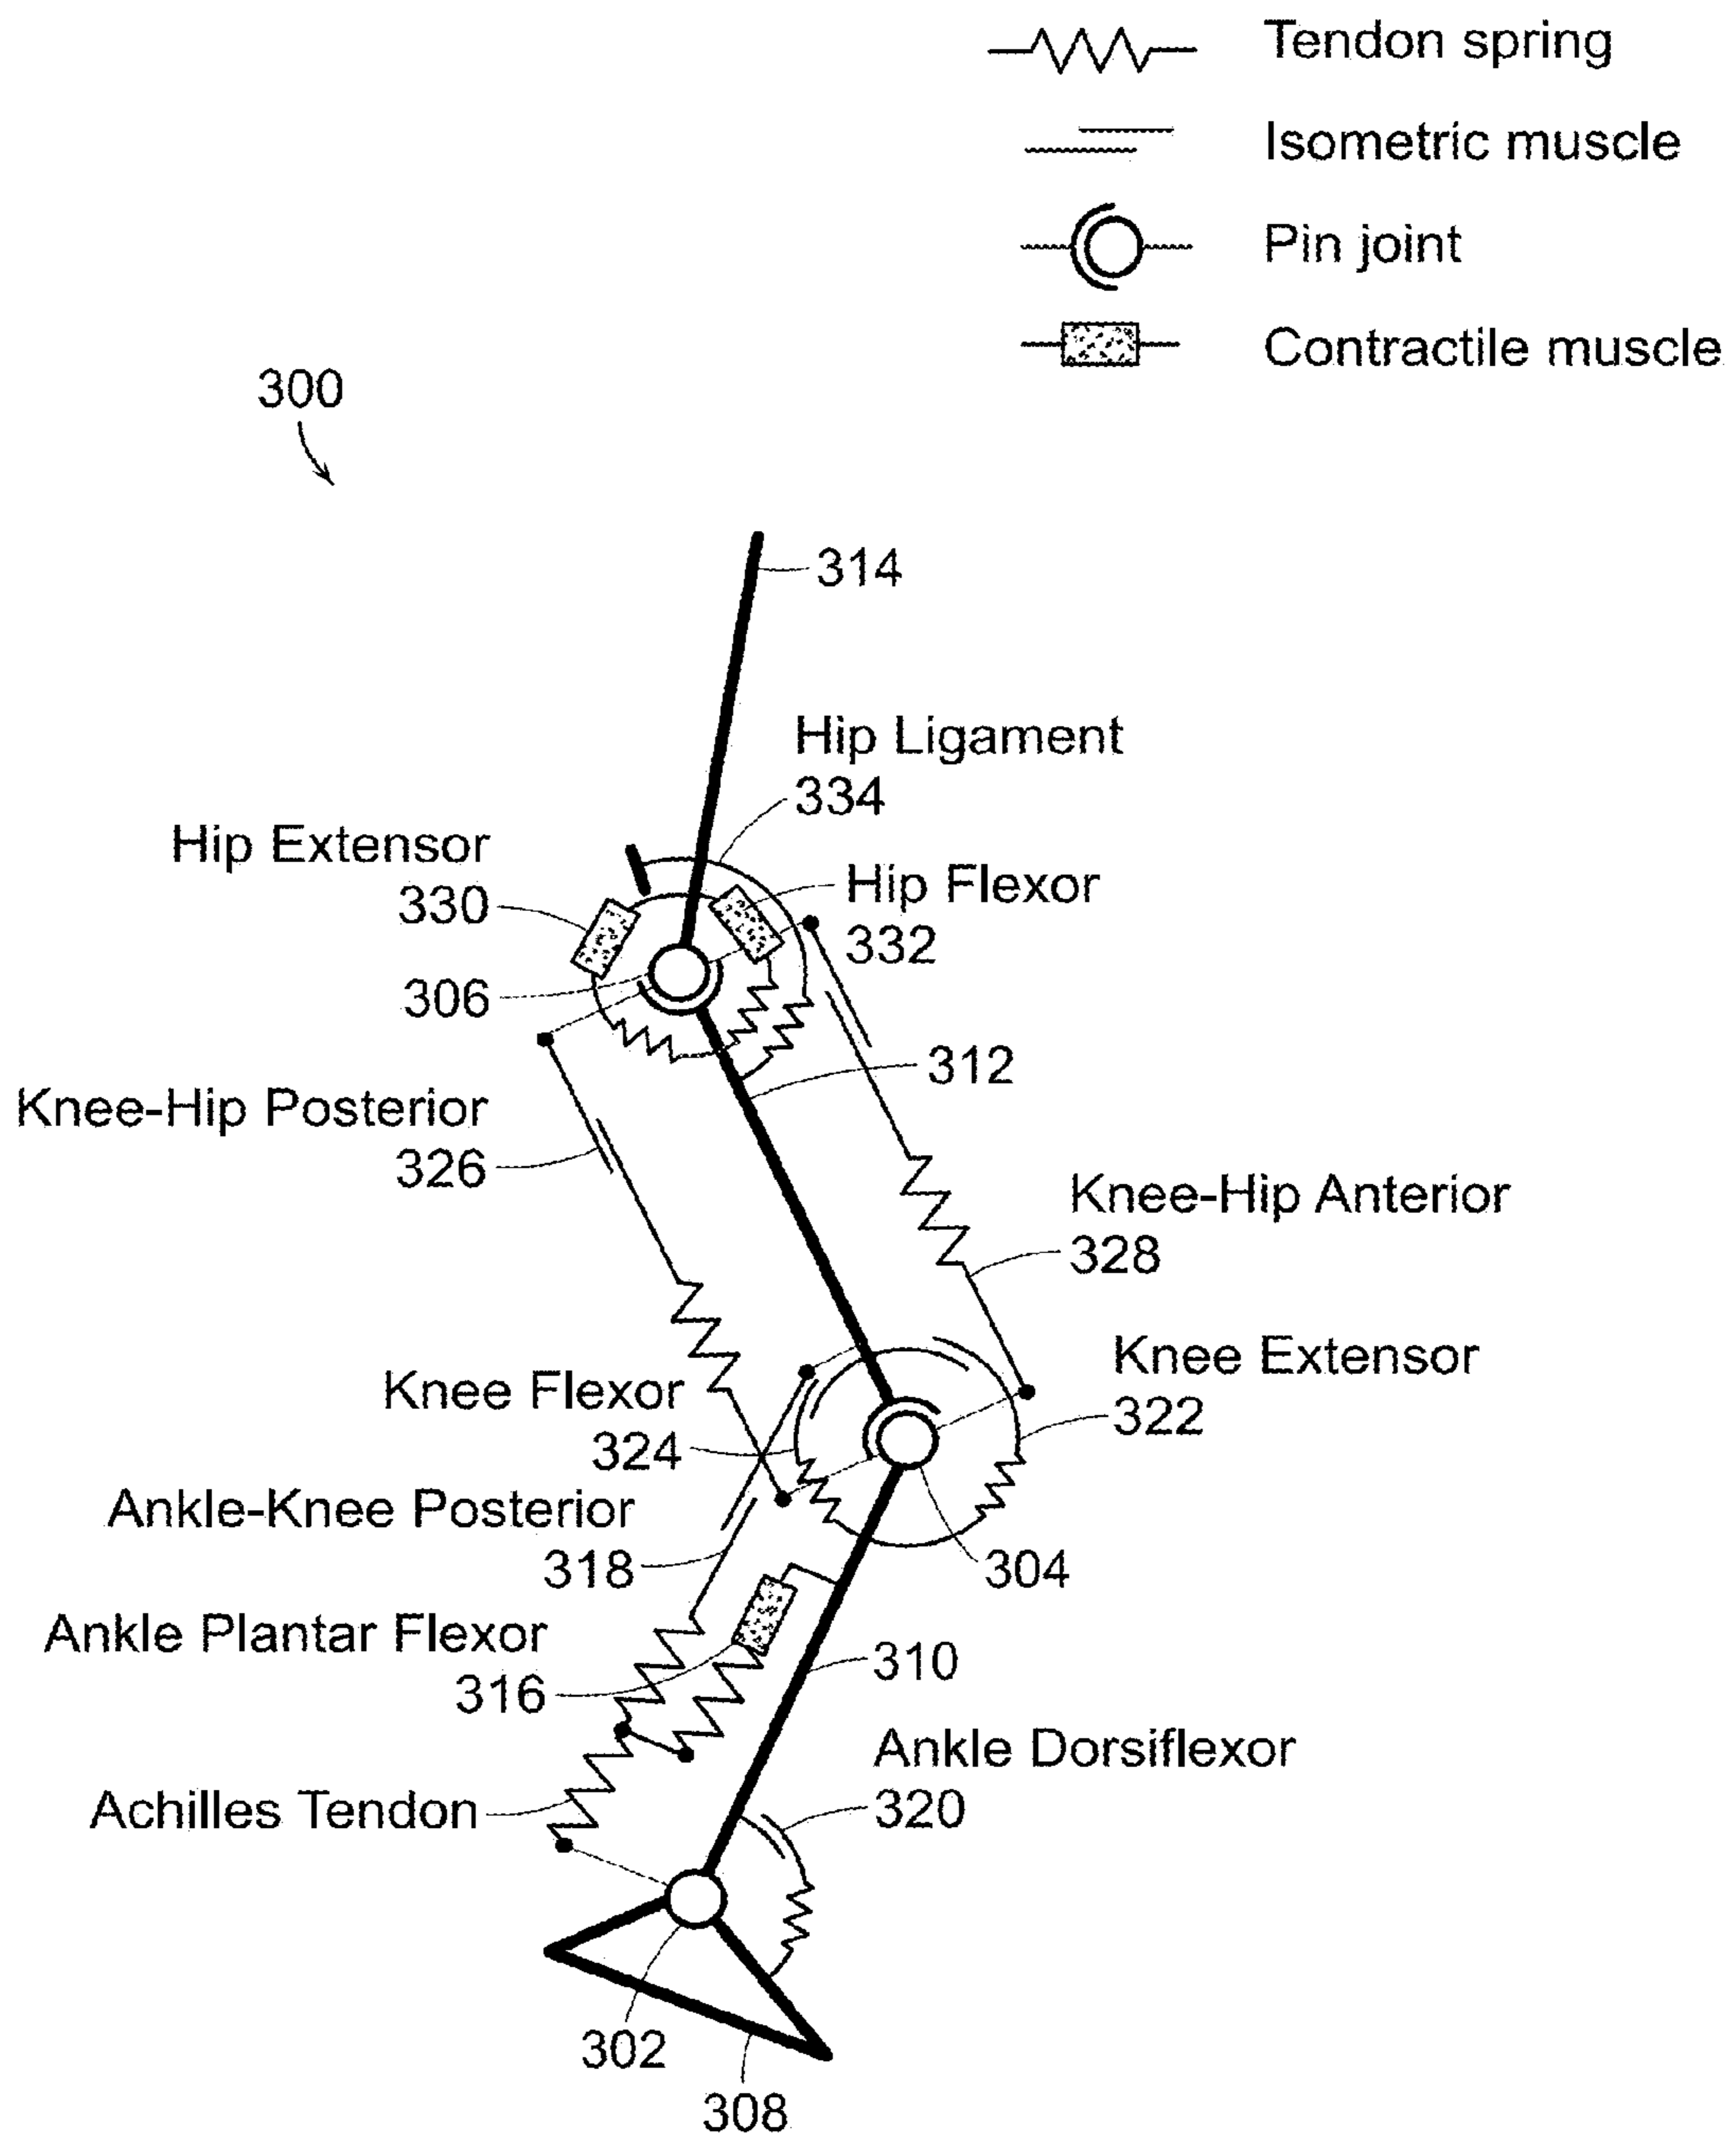 Tendon spring
Isometric muscle
Pin joint
Contractile muscle
300
314
Hip Ligament
334
Hip Extensor
330
Hip Flexor
332
306
312
Knee-Hip Posterior
326
Knee-Hip Anterior
328
Knee Extensor
322
Knee Flexor
324
Ankle-Knee Posterior
318
304
Ankle Plantar Flexor
316
310
Ankle Dorsiflexor
320
Achilles Tendon
302
308